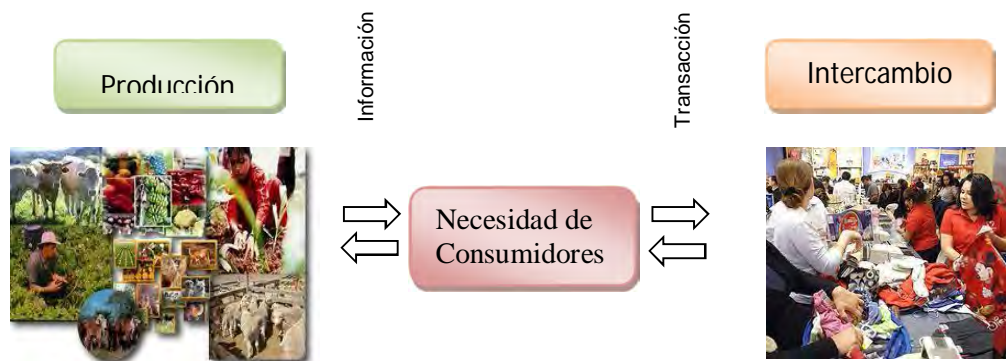 Producción
Información
Necesidad de
Consumidores
Transacción
Intercambio